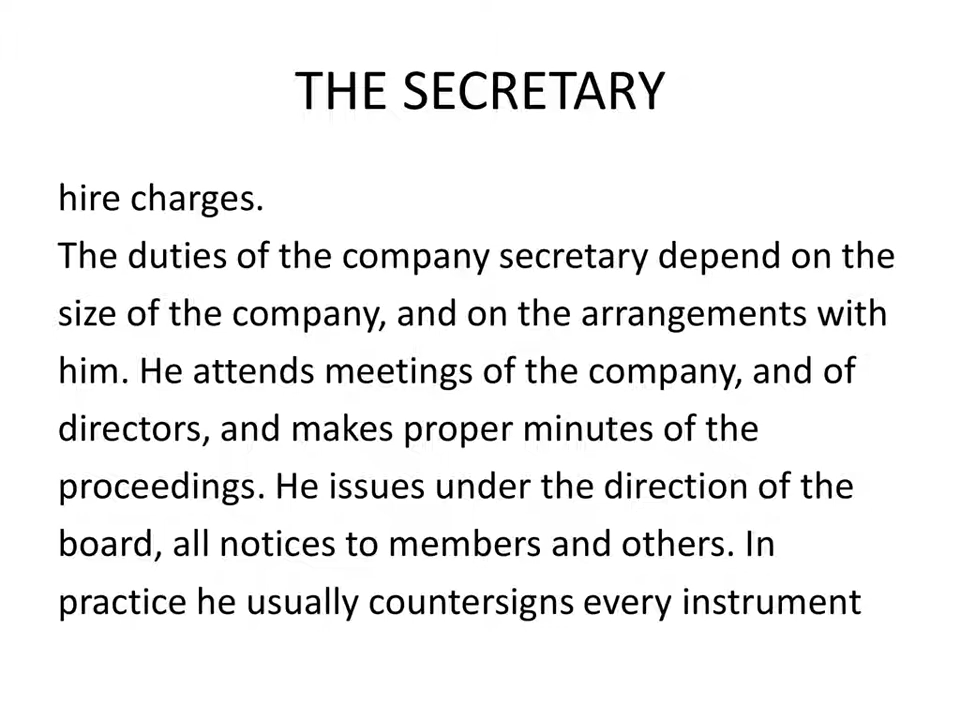 THE SECRETARY
hire charges.
The duties of the company secretary depend on the
size of the company, and on the arrangements with
him. He attends meetings of the company, and of
directors, and makes proper minutes of the
proceedings. He issues under the direction of the
board, all notices to members and others. In
practice he usually countersigns every instrument